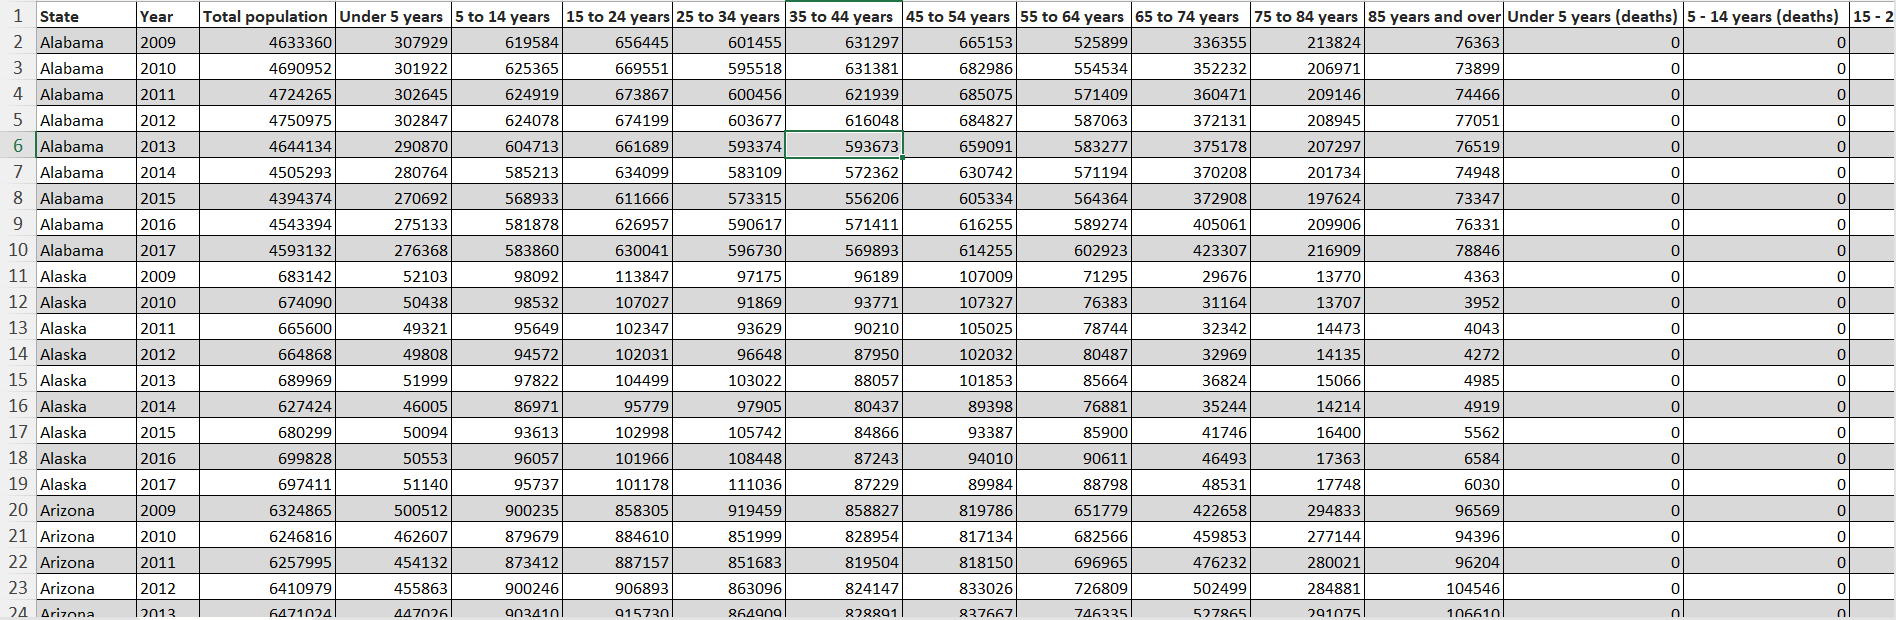 1 State Year Total population Under 5 years 5 to 14 years 15 to 24 years 25 to 34 years 35 to 44 years 45 to 54 years 55 to 64 years 65 to 74 years 75 to 84 years 85 years and over Under 5 years (deaths) 5 - 14 years (deaths) 15 - 2
2 Alabama 2009 4633360 307929 619584 656445 601455 631297 665153 525899 336355 213824 76363 0 0
3 Alabama 2010 4690952 301922 625365 669551 595518 631381 682986 554534 352232 206971 73899 0 0
4 Alabama 2011 4724265 302645 624919 673867 600456 621939 685075 571409 360471 209146 74466 0 0
5 Alabama 2012 4750975 302847 624078 674199 603677 616048 684827 587063 372131 208945 77051 0 0
6 Alabama 2013 4644134 290870 604713 661689 593374 593673 659091 583277 375178 207297 76519 0 0
7 Alabama 2014 4505293 280764 585213 634099 583109 572362 630742 571194 370208 201734 74948 0 0
8 Alabama 2015 4394374 270692 568933 611666 573315 556206 605334 564364 372908 197624 73347 0 0
9 Alabama 2016 4543394 275133 581878 626957 590617 571411 616255 589274 405061 209906 76331 0 0
10 Alabama 2017 4593132 276368 583860 630041 596730 569893 614255 602923 423307 216909 78846 0 0
11 Alaska 2009 683142 52103 98092 113847 97175 96189 107009 71295 29676 13770 4363 0 0
12 Alaska 2010 674090 50438 98532 107027 91869 93771 107327 76383 31164 13707 3952 0 0
13 Alaska 2011 665600 49321 95649 102347 93629 90210 105025 78744 32342 14473 4043 0 0
14 Alaska 2012 664868 49808 94572 102031 96648 87950 102032 80487 32969 14135 4272 0 0
15 Alaska 2013 689969 51999 97822 104499 103022 88057 101853 85664 36824 15066 4985 0 0
16 Alaska 2014 627424 46005 86971 95779 97905 80437 89398 76881 35244 14214 4919 0 0
17 Alaska 2015 680299 50094 93613 102998 105742 84866 93387 85900 41746 16400 5562 0 0
18 Alaska 2016 699828 50553 96057 101966 108448 87243 94010 90611 46493 17363 6584 0 0
19 Alaska 2017 697411 51140 95737 101178 111036 87229 89984 88798 48531 17748 6030 0 0
20 Arizona 2009 6324865 500512 900235 858305 919459 858827 819786 651779 422658 294833 96569 0 0
21 Arizona 2010 6246816 462607 879679 884610 851999 828954 817134 682566 459853 277144 94396 0 0
22 Arizona 2011 6257995 454132 873412 887157 851683 819504 818150 696965 476232 280021 96204 0 0
23 Arizona 2012 6410979 455863 900246 906893 863096 824147 833026 726809 502499 284881 104546 0 0
24 Arizona 2013 6471024 447026 903410 915730 864909 828891 837667 746335 527865 291075 106610 0 0